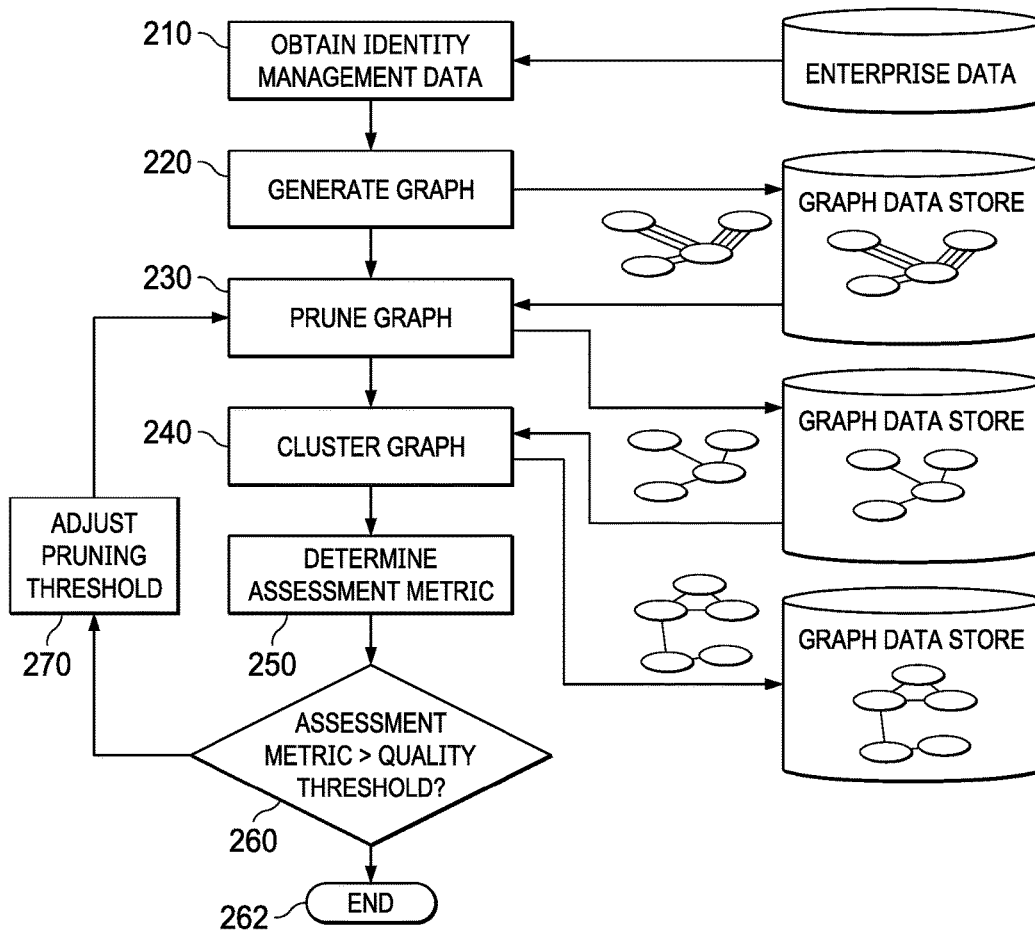 210
OBTAIN IDENTITY
MANAGEMENT DATA
ENTERPRISE DATA
220
GENERATE GRAPH
GRAPH DATA STORE
230
PRUNE GRAPH
240
CLUSTER GRAPH
GRAPH DATA STORE
ADJUST
PRUNING
THRESHOLD
270
DETERMINE
ASSESSMENT METRIC
250
GRAPH DATA STORE
ASSESSMENT
METRIC > QUALITY
THRESHOLD?
260
END
262